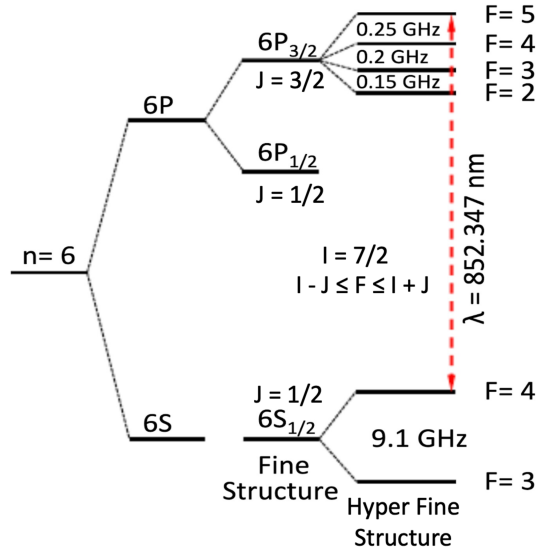 F= 5
0.25 GHz
F= 4
6P3/2
0.2 GHz
F= 3
J = 3/2
0.15 GHz
F= 2
6P
6P1/2
J = 1/2
λ = 852.347 nm
n= 6
I = 7/2
I - J ≤ F ≤ I + J
J = 1/2
F= 4
6S
6S1/2
9.1 GHz
Fine
Structure
F= 3
Hyper Fine
Structure